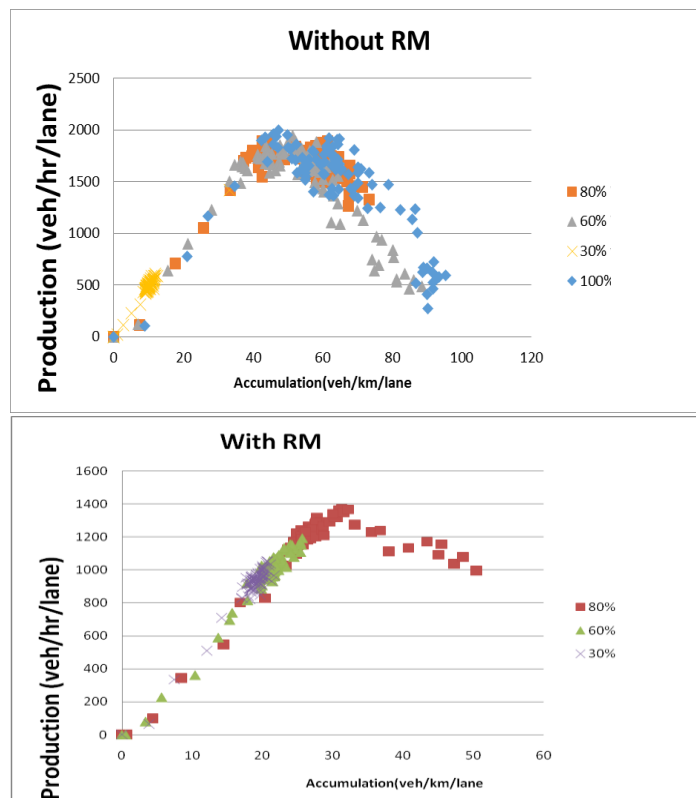 Without RM
Production (veh/hr/lane)
2500
2000
1500
1000
500
0
0 20 40 60 80 100 120
Accumulation(veh/km/lane
80%
60%
30%
100%
With RM
Production (veh/hr/lane)
1600
1400
1200
1000
800
600
400
200
0
0 10 20 30 40 50 60
Accumulation(veh/km/lane
80%
60%
30%